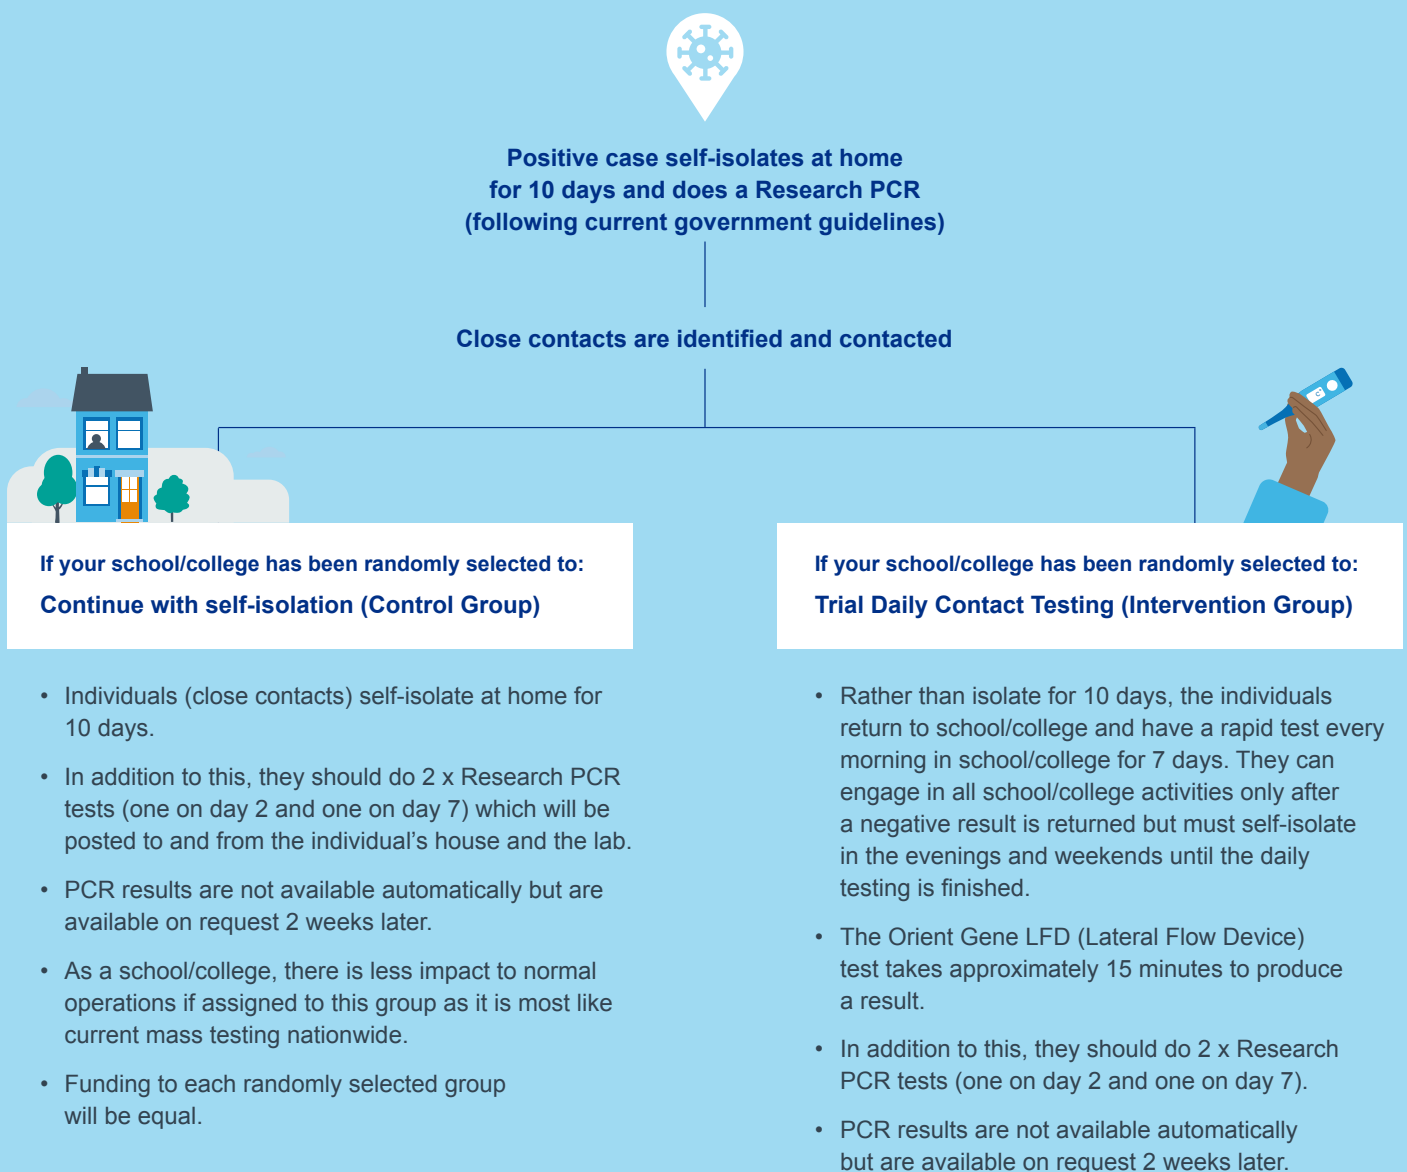 Positive case self-isolates at home
for 10 days and does a Research PCR
(following current government guidelines)
Close contacts are identified and contacted
If your school/college has been randomly selected to:
Continue with self-isolation (Control Group)
• Individuals (close contacts) self-isolate at home for
10 days.
• In addition to this, they should do 2 x Research PCR
tests (one on day 2 and one on day 7) which will be
posted to and from the individual’s house and the lab.
• PCR results are not available automatically but are
available on request 2 weeks later.
• As a school/college, there is less impact to normal
operations if assigned to this group as it is most like
current mass testing nationwide.
• Funding to each randomly selected group
will be equal.
If your school/college has been randomly selected to:
Trial Daily Contact Testing (Intervention Group)
• Rather than isolate for 10 days, the individuals
return to school/college and have a rapid test every
morning in school/college for 7 days. They can
engage in all school/college activities only after
a negative result is returned but must self-isolate
in the evenings and weekends until the daily
testing is finished.
• The Orient Gene LFD (Lateral Flow Device)
test takes approximately 15 minutes to produce
a result.
• In addition to this, they should do 2 x Research
PCR tests (one on day 2 and one on day 7).
• PCR results are not available automatically
but are available on request 2 weeks later.